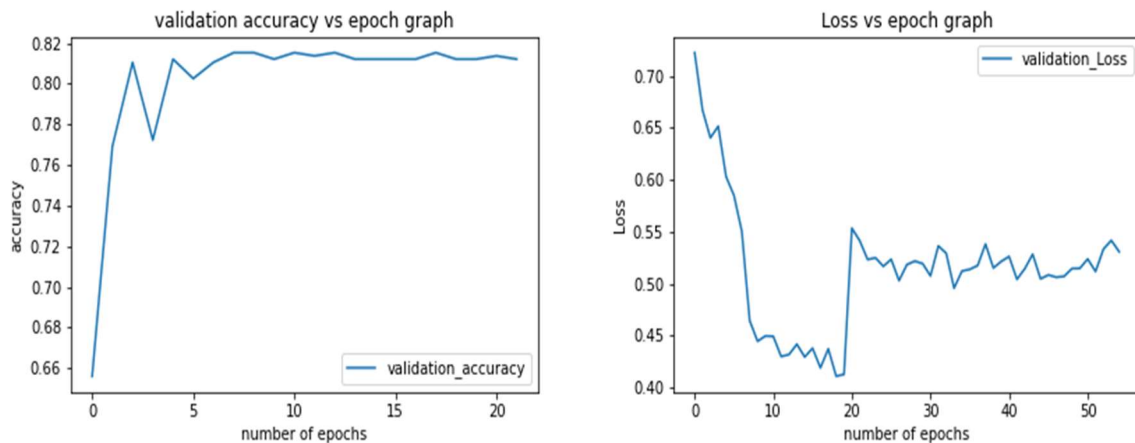 validation accuracy vs epoch graph
0.82
0.80
0.78
0.76
0.74
0.72
0.70
0.68
0.66
accuracy
validation_accuracy
0 5 10 15 20
number of epochs
Loss vs epoch graph
validation_Loss
0.70
0.65
0.60
0.55
0.50
0.45
0.40
Loss
0 10 20 30 40 50
number of epochs